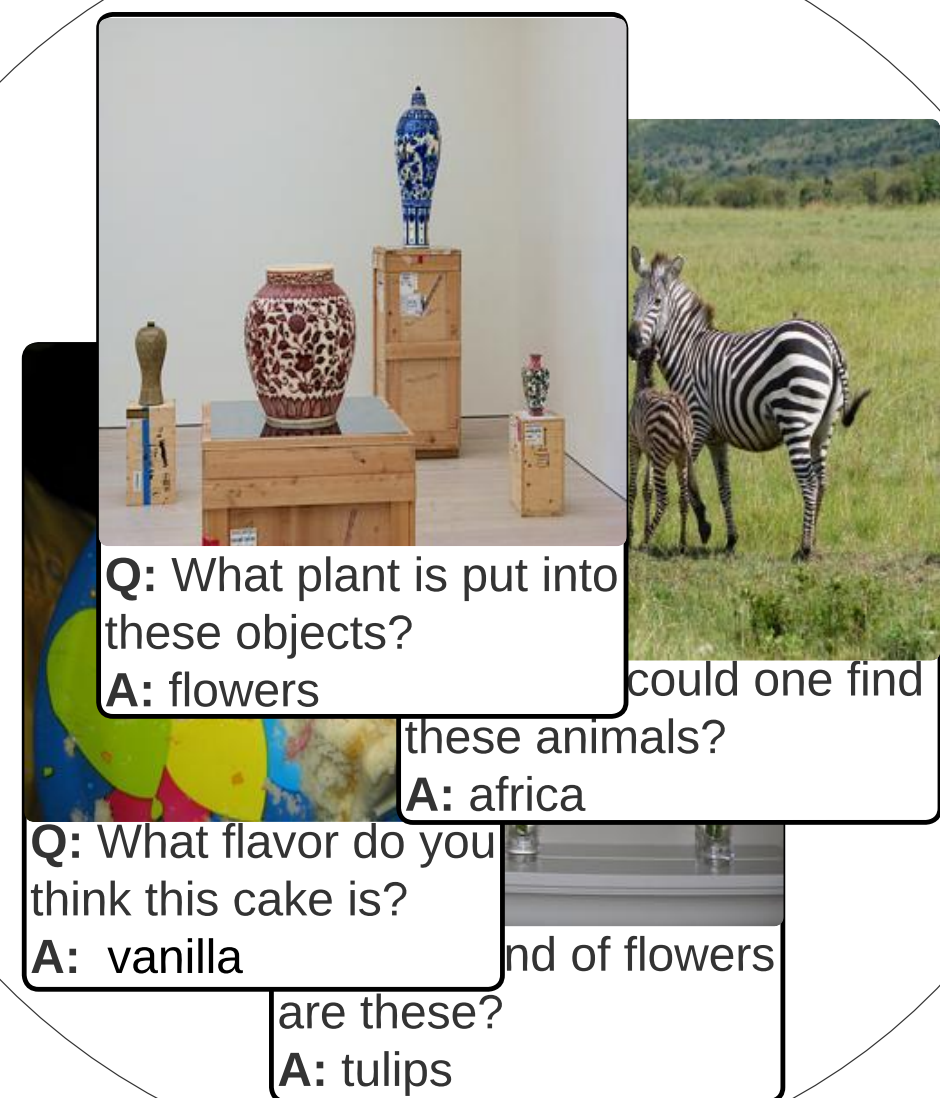 Q: What plant is put into
these objects?
A: flowers
could one find
these animals?
A: africa
Q: What flavor do you
think this cake is?
A: vanilla
nd of flowers
are these?
A: tulips